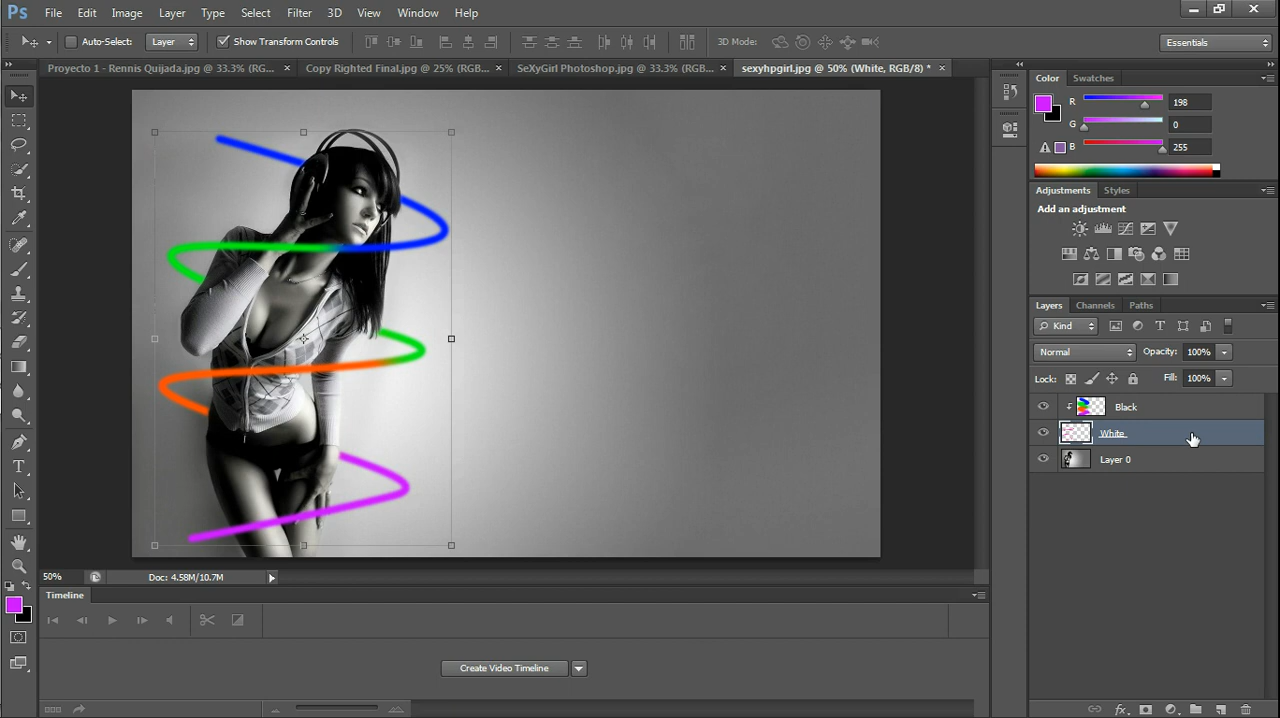 Ps File Edit Image Layer Type Select Filter 3D View Window Help
Auto-Select: Layer Show Transform Controls 3D Mode: Essentials
Proyecto 1 - Rennis Quijada.jpg @ 33.3% (RG... Copy Righted Final.jpg @ 25% (RGB... SeXyGirl Photoshop.jpg @ 33.3% (RGB... sexyhpgirl.jpg @ 50% (White, RGB/8) *
Color Swatches
R 198
G 0
B 255
Adjustments Styles
Add an adjustment
Layers Channels Paths
Kind
Normal Opacity: 100%
Lock: Fill: 100%
Black
White
Layer 0
50% Doc: 4.58M/10.7M
Timeline
Create Video Timeline